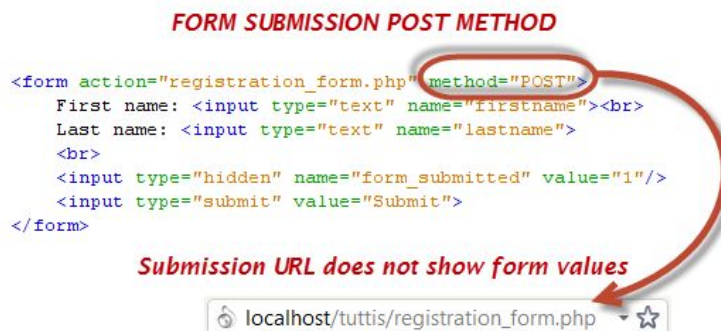 FORM SUBMISSION POST METHOD
<form action="registration_form.php" method="POST">
First name: <input type="text" name="firstname"><br>
Last name: <input type="text" name="lastname">
<br>
<input type="hidden" name="form_submitted" value="1"/>
<input type="submit" value="Submit">
</form>
Submission URL does not show form values
localhost/tuttis/registration_form.php